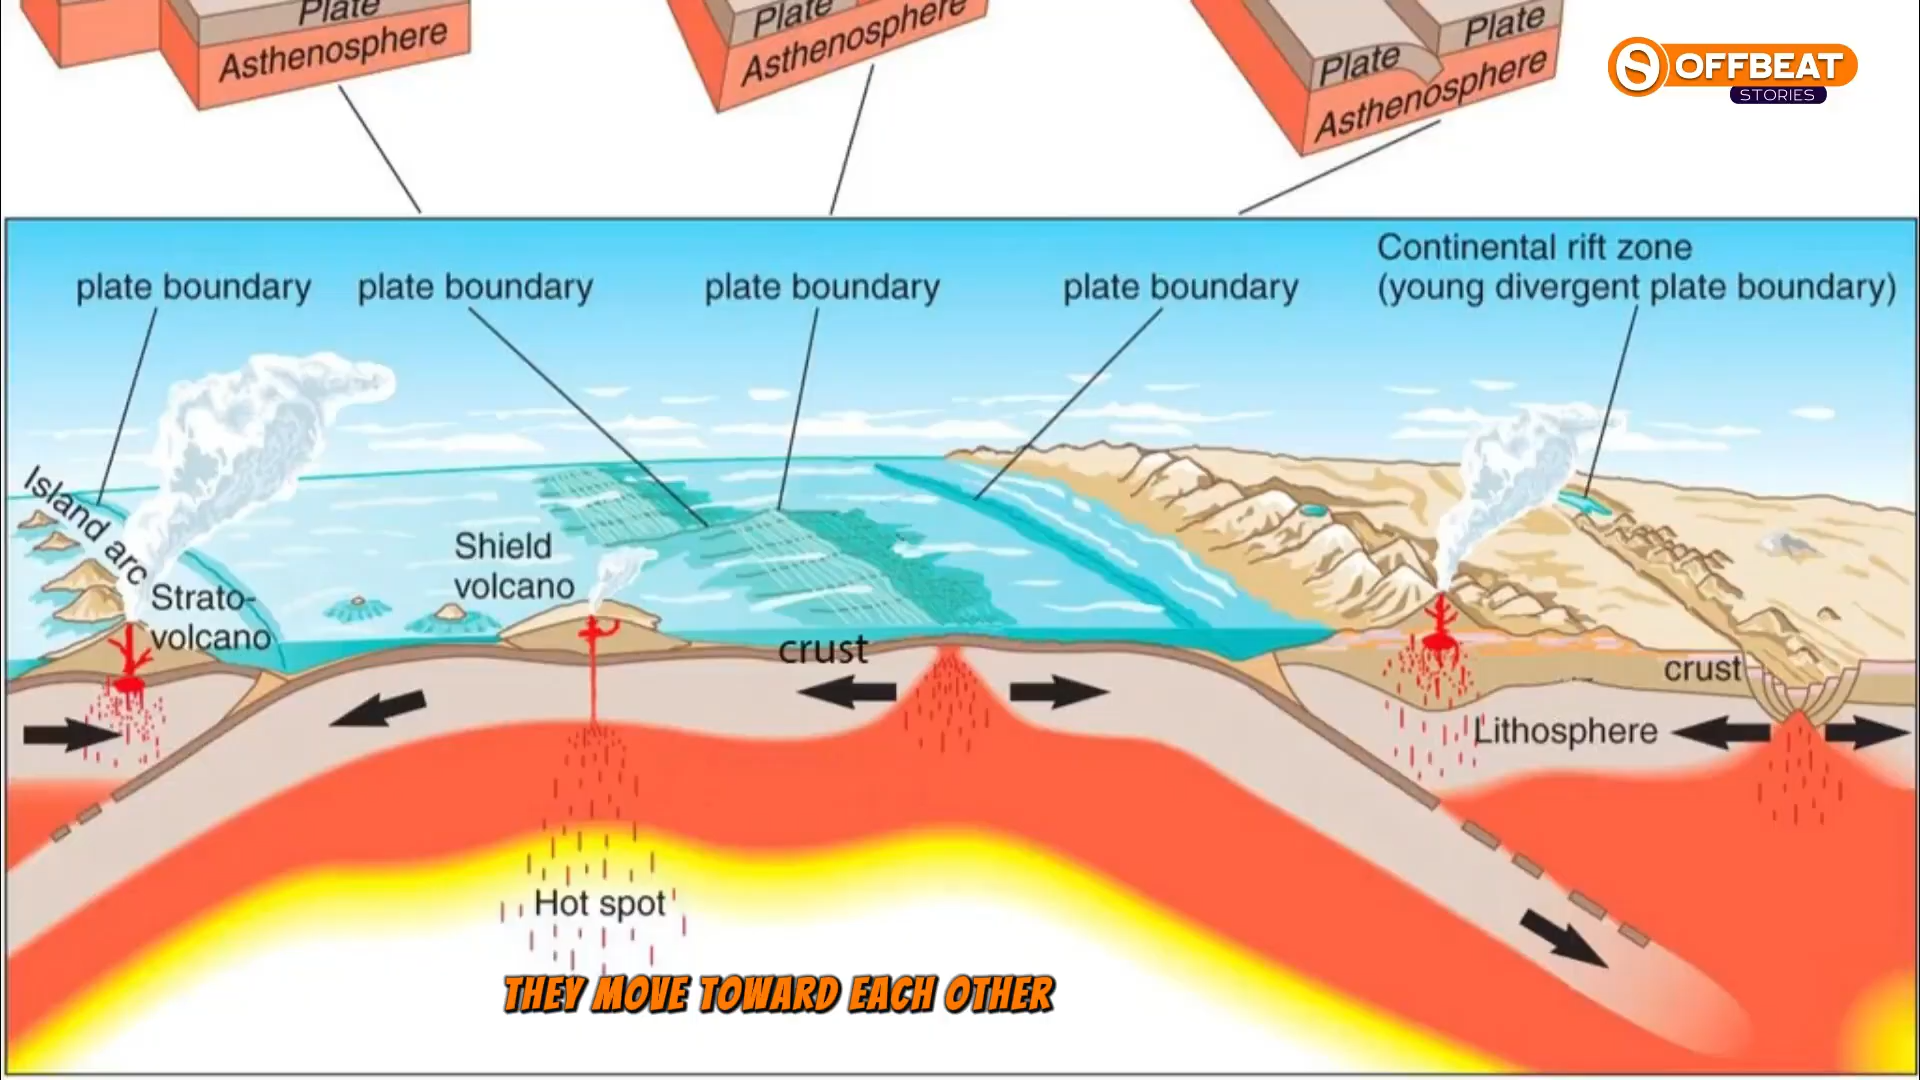 Plate
Asthenosphere
Plate
Asthenosphere
Plate
Plate
Asthenosphere
OFFBEAT
STORIES
plate boundary
plate boundary
plate boundary
plate boundary
Continental rift zone
(young divergent plate boundary)
Island arc
Strato-
volcano
Shield
volcano
crust
crust
Lithosphere
Hot spot
THEY MOVE TOWARD EACH OTHER